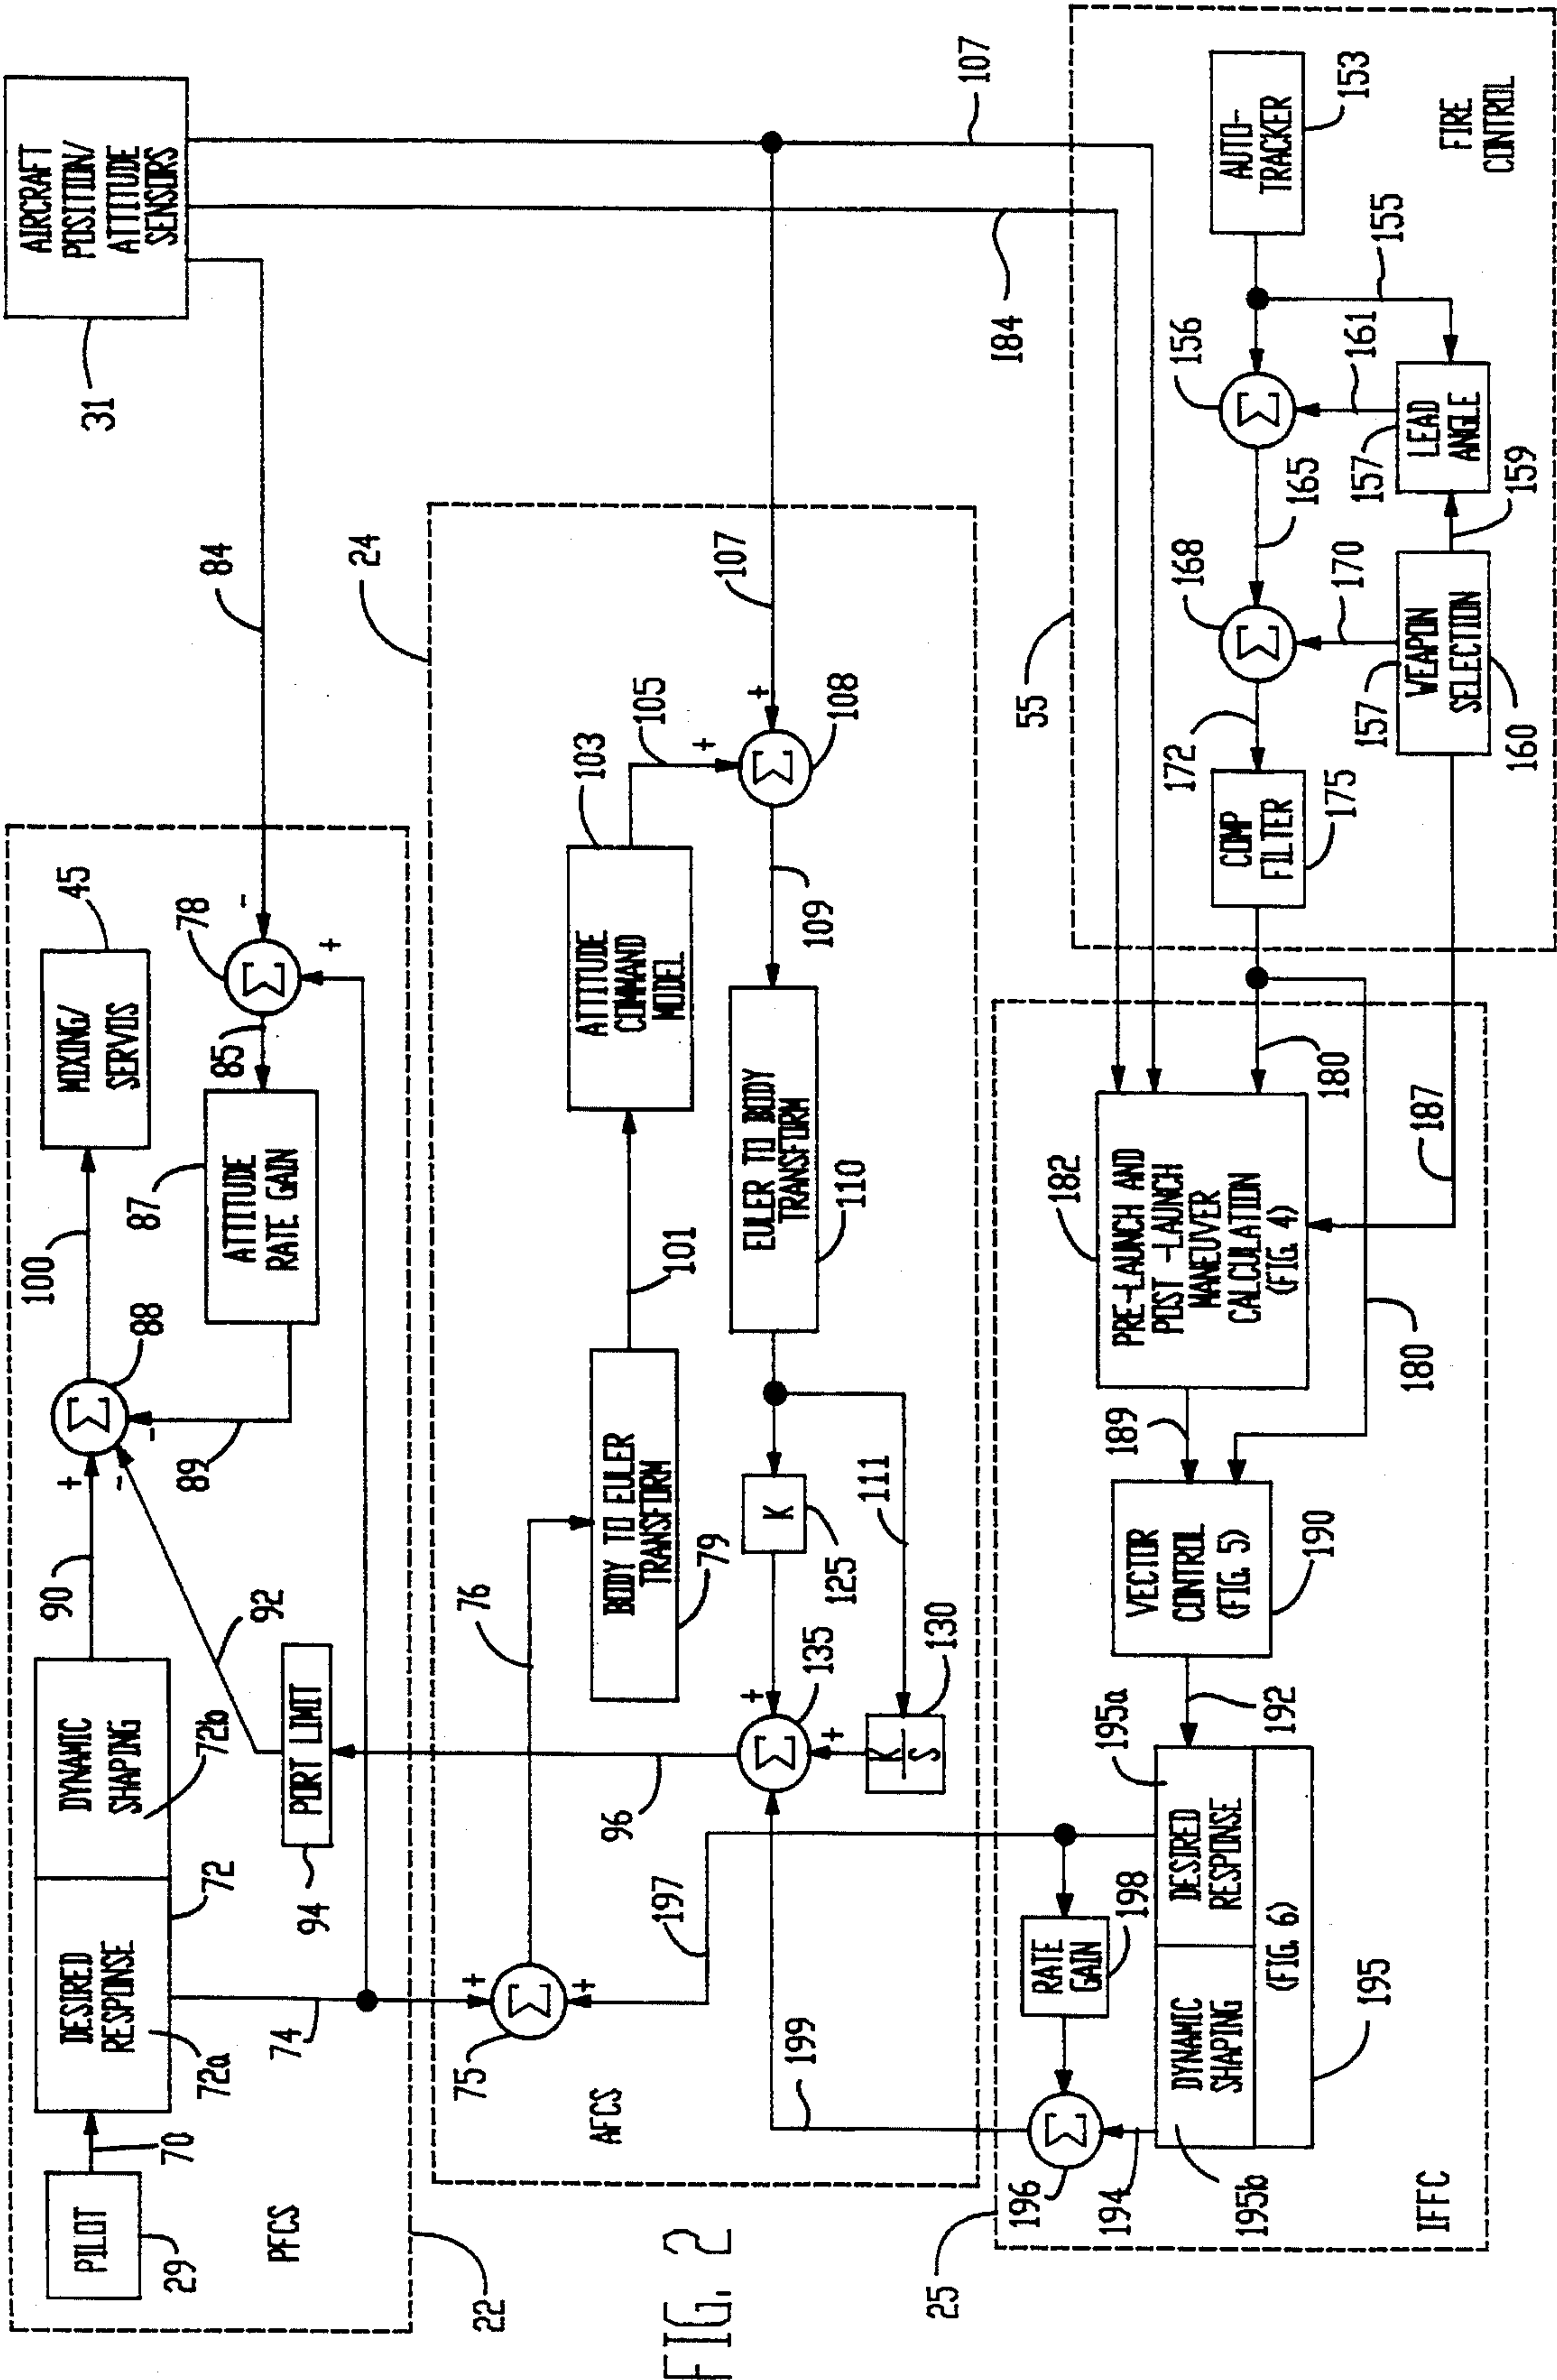 AIRCRAFT
POSITION/
ATTITUDE
SENSORS
31
84
107
184
PILOT
29
70
DESIRED
RESPONSE
72a
72
DYNAMIC
SHAPING
72b
90
+
-
-
88
100
MIXING/
SERVOS
45
78
-
+
85
87
ATTITUDE
RATE GAIN
89
92
PORT LIMIT
94
74
PFCS
22
24
75
+
+
76
BODY TO EULER
TRANSFORM
79
101
ATTITUDE
COMMAND
MODEL
103
105
+
+
Σ
108
107
109
EULER TO BODY
TRANSFORM
110
K
125
111
K
S
130
+
+
Σ
135
96
197
199
AFCS
FIG. 2
25
55
AUTO-
TRACKER
153
155
156
Σ
161
LEAD
ANGLE
157
159
165
168
Σ
170
WEAPON
SELECTION
157
160
172
COMP
FILTER
175
FIRE
CONTROL
180
180
187
182
PRE-LAUNCH AND
POST -LAUNCH
MANEUVER
CALCULATION
(FIG. 4)
189
VECTOR
CONTROL
(FIG. 5)
190
192
195a
DESIRED
RESPONSE
DYNAMIC
SHAPING
(FIG. 6)
195
195b
RATE
GAIN
198
Σ
196
194
IFFC